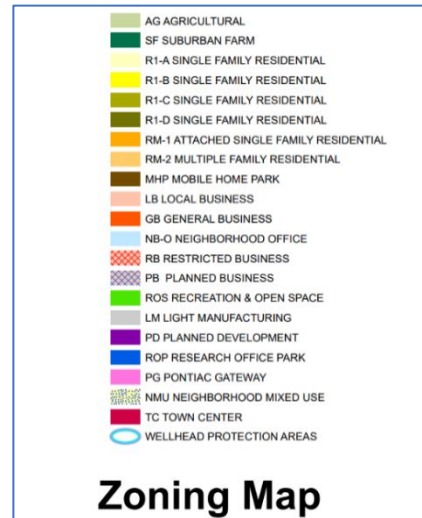 AG AGRICULTURAL
SF SUBURBAN FARM
R1-A SINGLE FAMILY RESIDENTIAL
R1-B SINGLE FAMILY RESIDENTIAL
R1-C SINGLE FAMILY RESIDENTIAL
R1-D SINGLE FAMILY RESIDENTIAL
RM-1 ATTACHED SINGLE FAMILY RESIDENTIAL
RM-2 MULTIPLE FAMILY RESIDENTIAL
MHP MOBILE HOME PARK
LB LOCAL BUSINESS
GB GENERAL BUSINESS
NB-O NEIGHBORHOOD OFFICE
RB RESTRICTED BUSINESS
PB PLANNED BUSINESS
ROS RECREATION & OPEN SPACE
LM LIGHT MANUFACTURING
PD PLANNED DEVELOPMENT
ROP RESEARCH OFFICE PARK
PG PONTIAC GATEWAY
NMU NEIGHBORHOOD MIXED USE
TC TOWN CENTER
WELLHEAD PROTECTION AREAS
Zoning Map